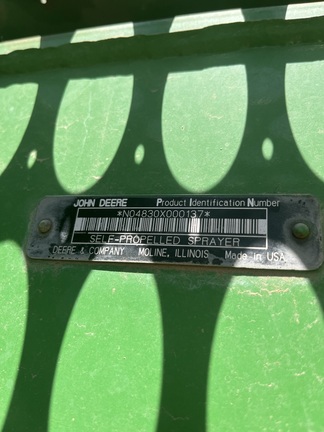 JOHN DEERE Product Identification Number
*N04830X000137*
SELF-PROPELLED SPRAYER
DEERE & COMPANY MOLINE, ILLINOIS Made in USA